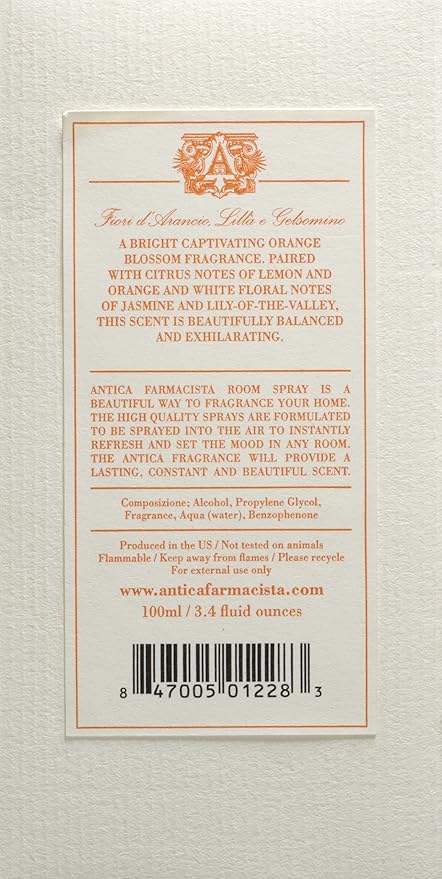 A
Fiori d'Arancio, Lillà e Gelsomino
A BRIGHT CAPTIVATING ORANGE
BLOSSOM FRAGRANCE. PAIRED
WITH CITRUS NOTES OF LEMON AND
ORANGE AND WHITE FLORAL NOTES
OF JASMINE AND LILY-OF-THE-VALLEY,
THIS SCENT IS BEAUTIFULLY BALANCED
AND EXHILARATING.
ANTICA FARMACISTA ROOM SPRAY IS A
BEAUTIFUL WAY TO FRAGRANCE YOUR HOME.
THE HIGH QUALITY SPRAYS ARE FORMULATED
TO BE SPRAYED INTO THE AIR TO INSTANTLY
REFRESH AND SET THE MOOD IN ANY ROOM.
THE ANTICA FRAGRANCE WILL PROVIDE A
LASTING, CONSTANT AND BEAUTIFUL SCENT.
Composizione; Alcohol, Propylene Glycol,
Fragrance, Aqua (water), Benzophenone
Produced in the US / Not tested on animals
Flammable / Keep away from flames / Please recycle
For external use only
www.anticafarmacista.com
100ml / 3.4 fluid ounces
8 47005 01228 3